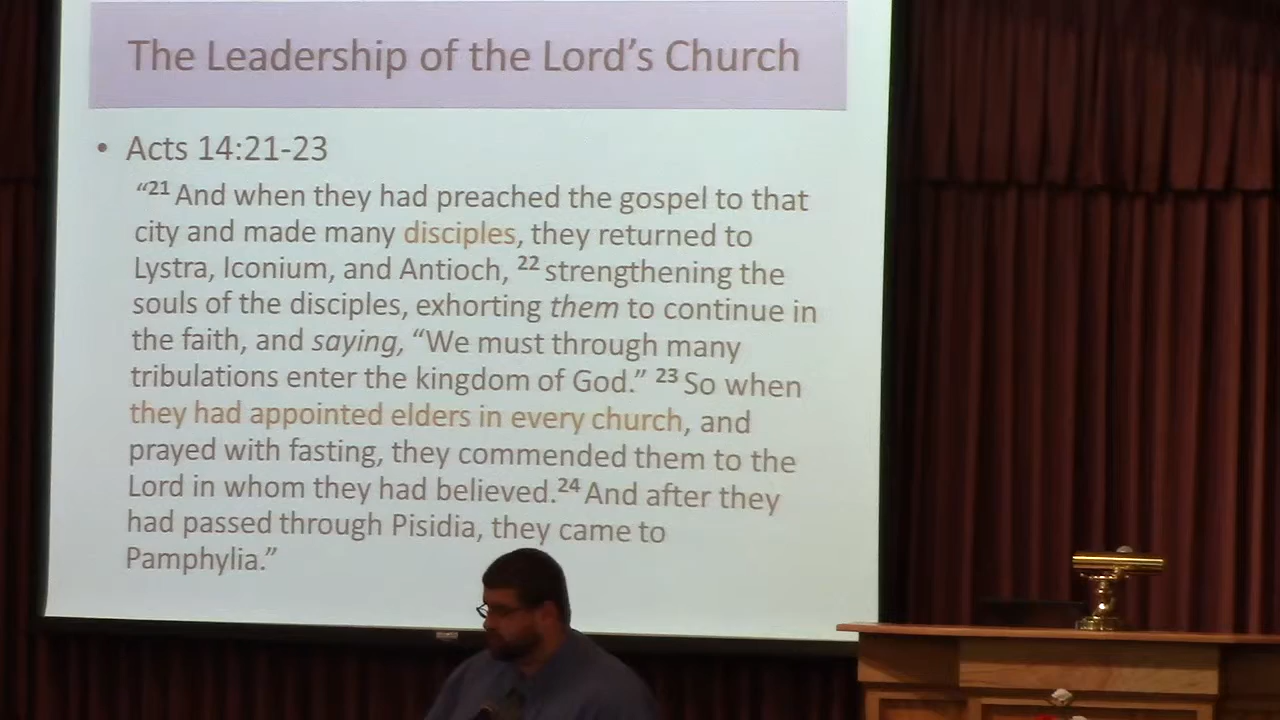 The Leadership of the Lord's Church
• Acts 14:21-23
“21 And when they had preached the gospel to that
city and made many disciples, they returned to
Lystra, Iconium, and Antioch, 22 strengthening the
souls of the disciples, exhorting them to continue in
the faith, and saying, “We must through many
tribulations enter the kingdom of God.” 23 So when
they had appointed elders in every church, and
prayed with fasting, they commended them to the
Lord in whom they had believed.24 And after they
had passed through Pisidia, they came to
Pamphylia.”